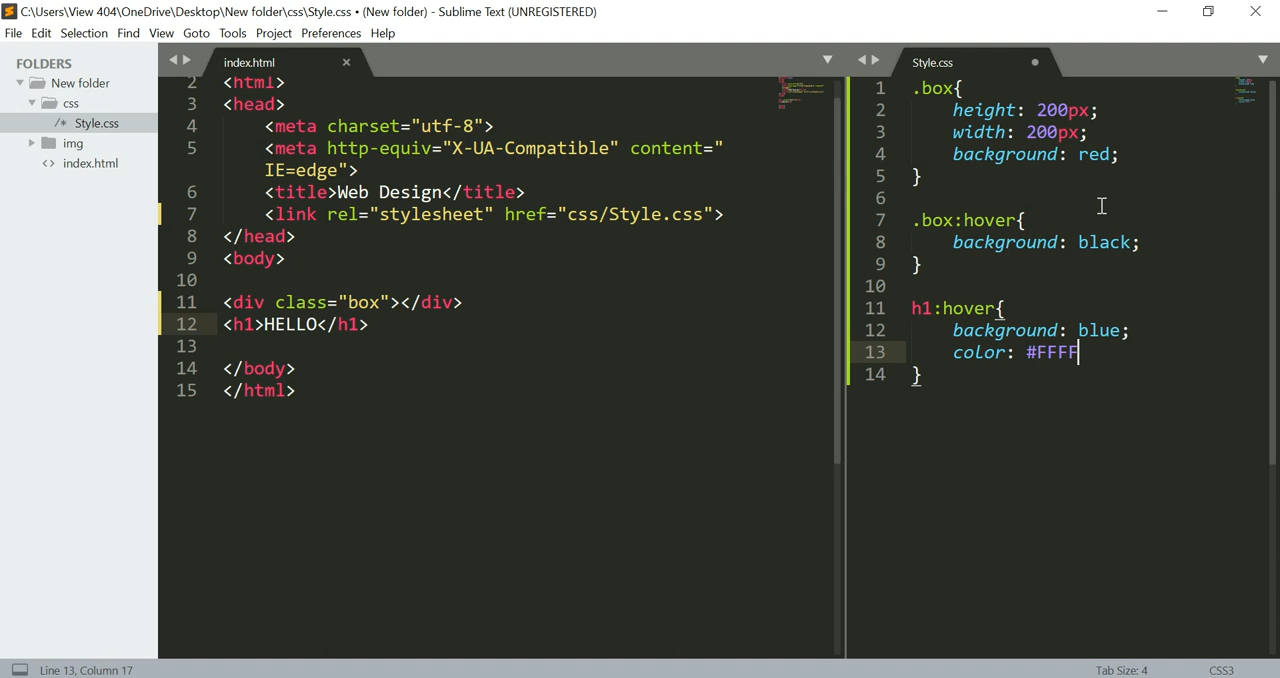 C:\Users\View 404\OneDrive\Desktop\New folder\css\Style.css • (New folder) - Sublime Text (UNREGISTERED)
File Edit Selection Find View Goto Tools Project Preferences Help
FOLDERS
New folder
css
/* Style.css
img
<> index.html
index.html
2 <html>
3 <head>
4 <meta charset="utf-8">
5 <meta http-equiv="X-UA-Compatible" content="
IE=edge">
6 <title>Web Design</title>
7 <link rel="stylesheet" href="css/Style.css">
8 </head>
9 <body>
10
11 <div class="box"></div>
12 <h1>HELLO</h1>
13
14 </body>
15 </html>
Style.css
1 .box{
2 height: 200px;
3 width: 200px;
4 background: red;
5 }
6
7 .box:hover{
8 background: black;
9 }
10
11 h1:hover{
12 background: blue;
13 color: #FFFF
14 }
Line 13, Column 17
Tab Size: 4
CSS3